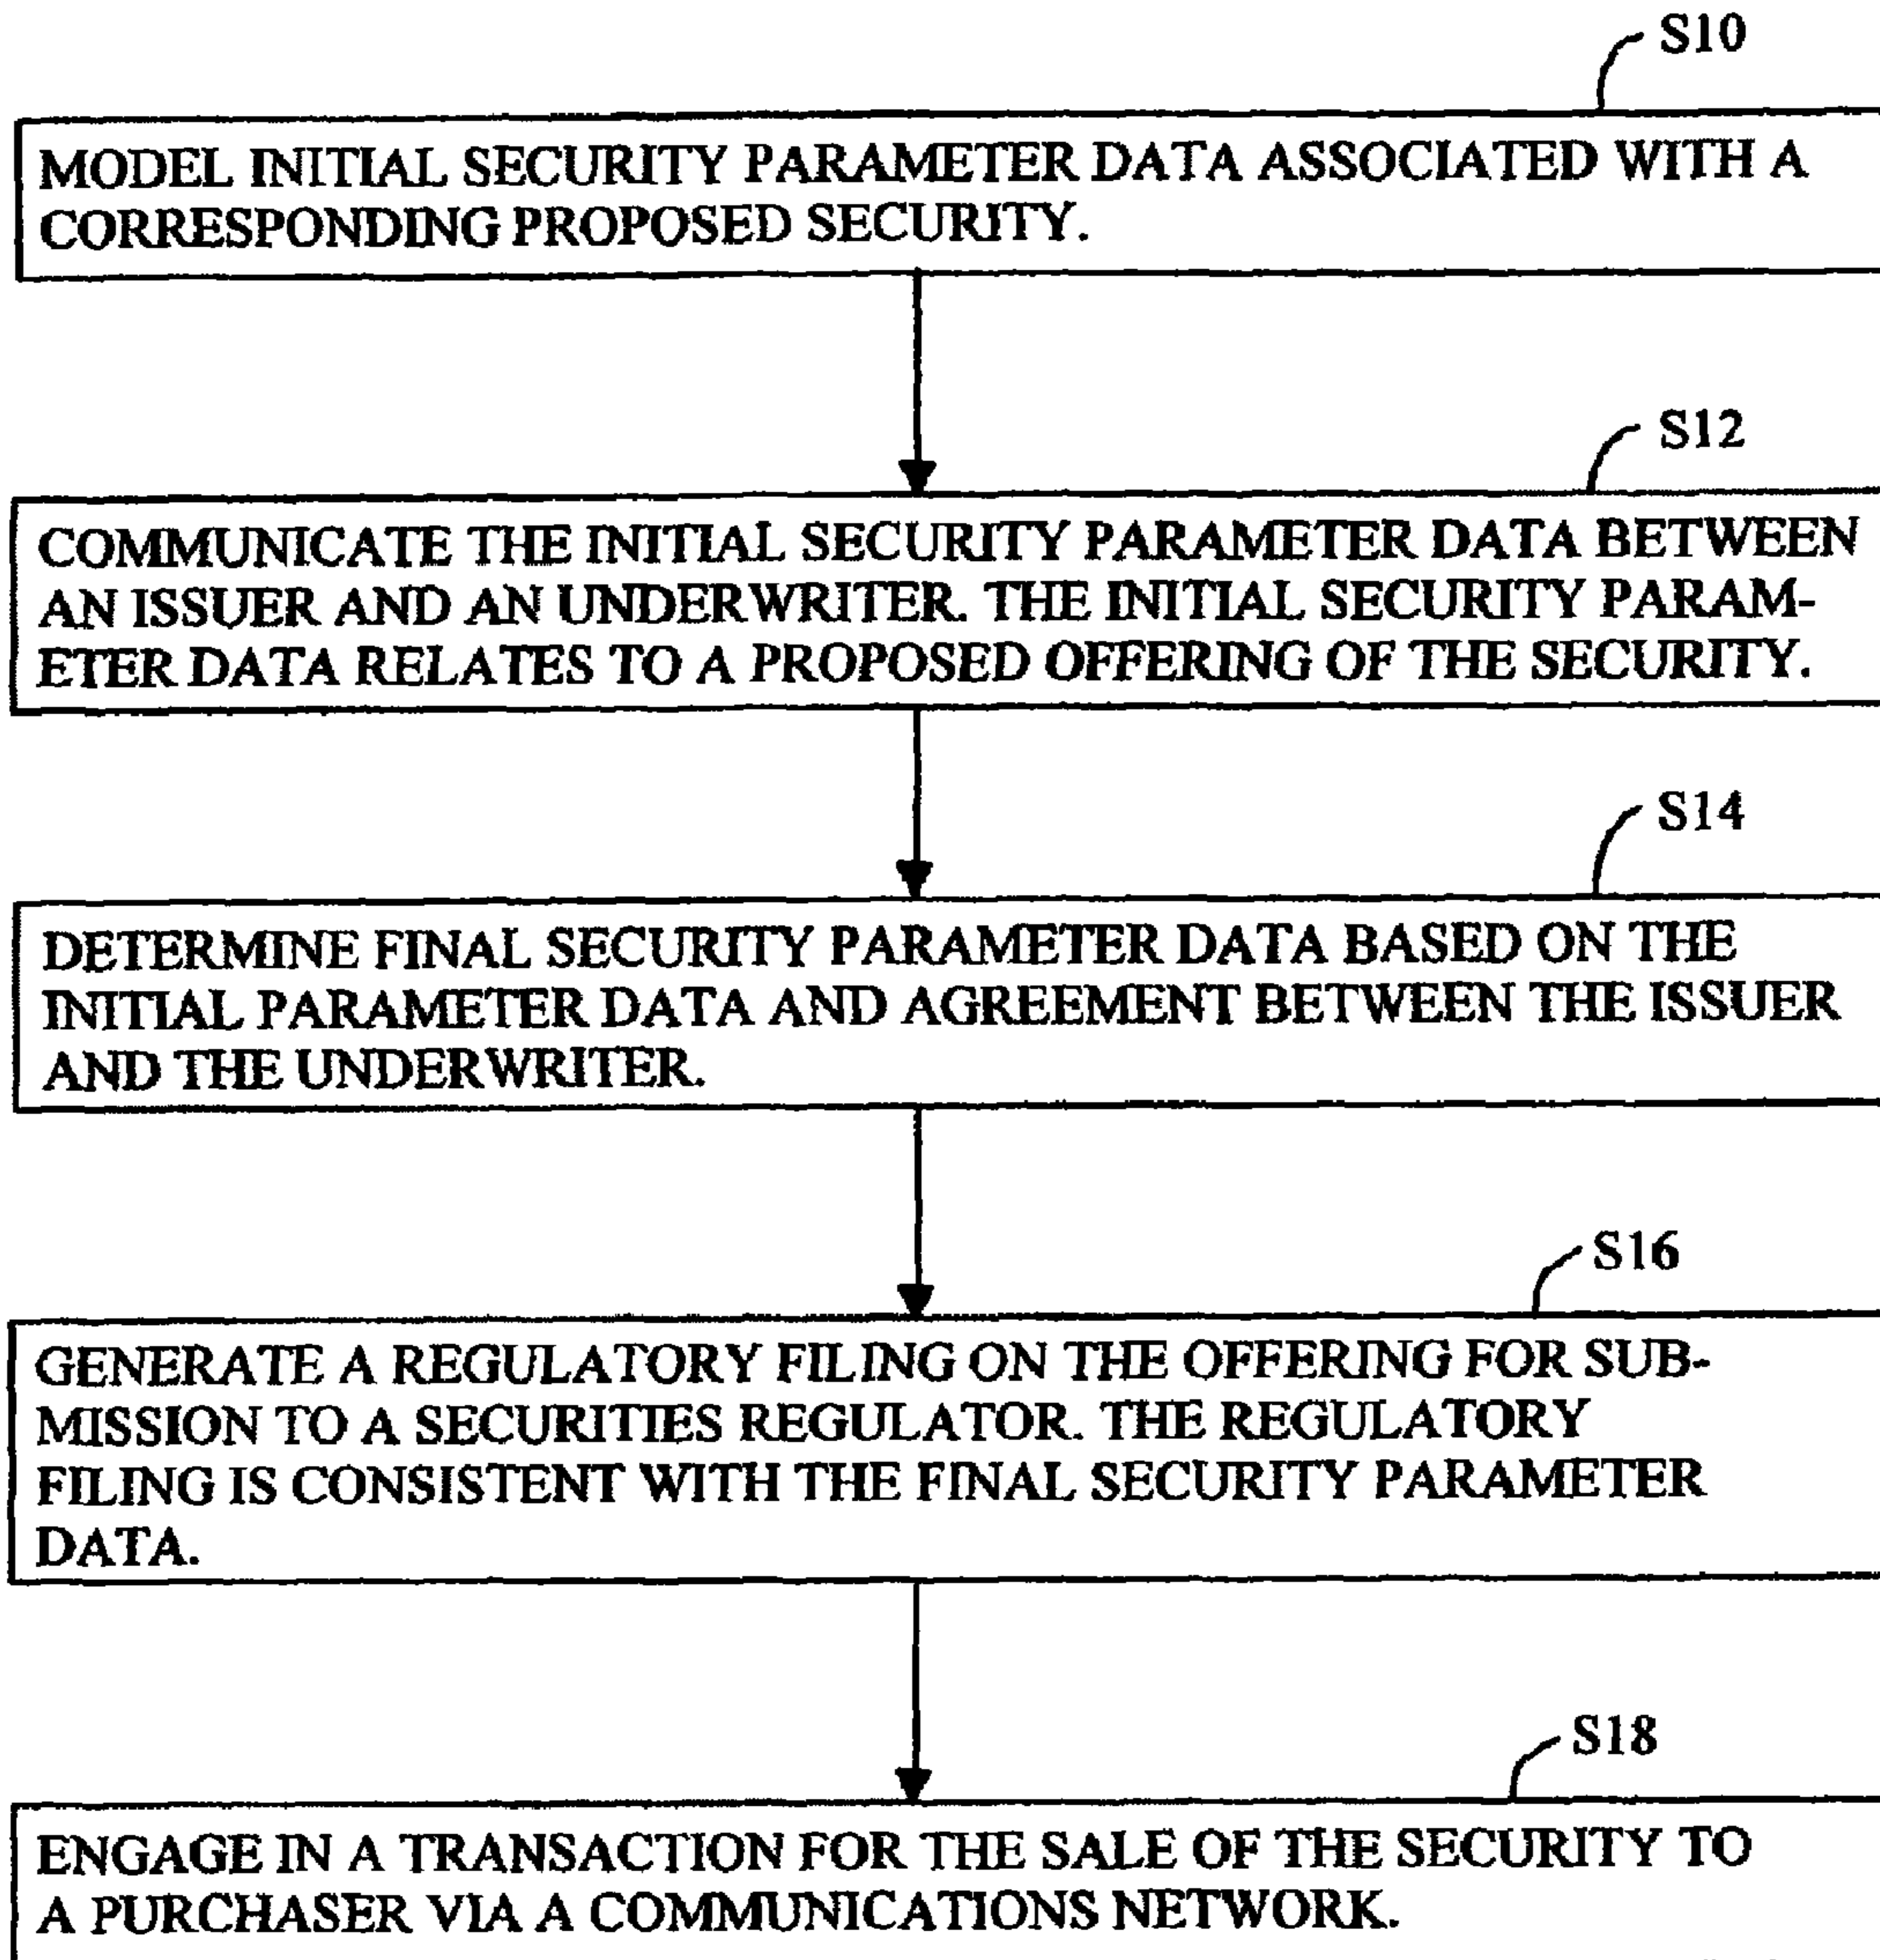 S10
MODEL INITIAL SECURITY PARAMETER DATA ASSOCIATED WITH A
CORRESPONDING PROPOSED SECURITY.
S12
COMMUNICATE THE INITIAL SECURITY PARAMETER DATA BETWEEN
AN ISSUER AND AN UNDERWRITER. THE INITIAL SECURITY PARAM-
ETER DATA RELATES TO A PROPOSED OFFERING OF THE SECURITY.
S14
DETERMINE FINAL SECURITY PARAMETER DATA BASED ON THE
INITIAL PARAMETER DATA AND AGREEMENT BETWEEN THE ISSUER
AND THE UNDERWRITER.
S16
GENERATE A REGULATORY FILING ON THE OFFERING FOR SUB-
MISSION TO A SECURITIES REGULATOR. THE REGULATORY
FILING IS CONSISTENT WITH THE FINAL SECURITY PARAMETER
DATA.
S18
ENGAGE IN A TRANSACTION FOR THE SALE OF THE SECURITY TO
A PURCHASER VIA A COMMUNICATIONS NETWORK.